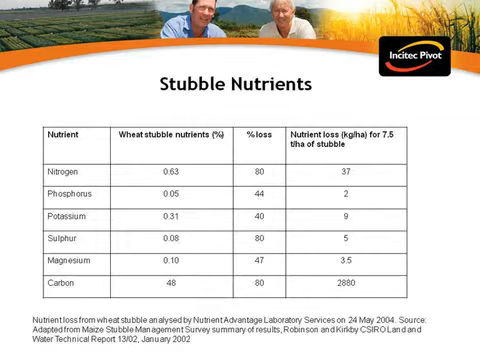 Incitec Pivot
Stubble Nutrients
Nutrient Wheat stubble nutrients (%) % loss Nutrient loss (kg/ha) for 7.5
t/ha of stubble
Nitrogen 0.63 80 37
Phosphorus 0.05 44 2
Potassium 0.31 40 9
Sulphur 0.08 80 5
Magnesium 0.10 47 3.5
Carbon 48 80 2880
Nutrient loss from wheat stubble analysed by Nutrient Advantage Laboratory Services on 24 May 2004. Source:
Adapted from Maize Stubble Management Survey summary of results, Robinson and Kirkby CSIRO Land and
Water Technical Report 13/02, January 2002